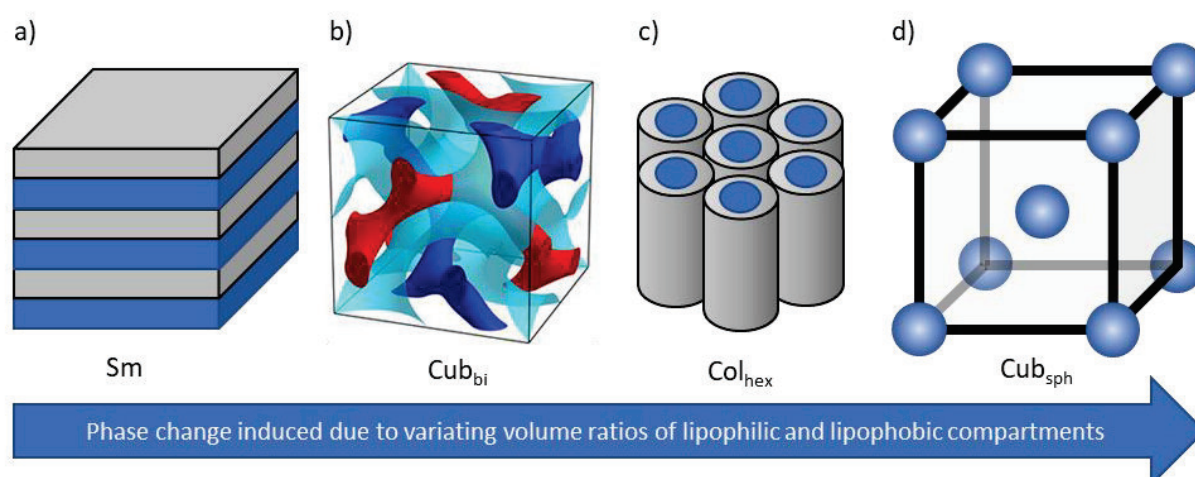 a)
b)
c)
d)
Sm
Cubbi
Colhex
Cubsph
Phase change induced due to variating volume ratios of lipophilic and lipophobic compartments